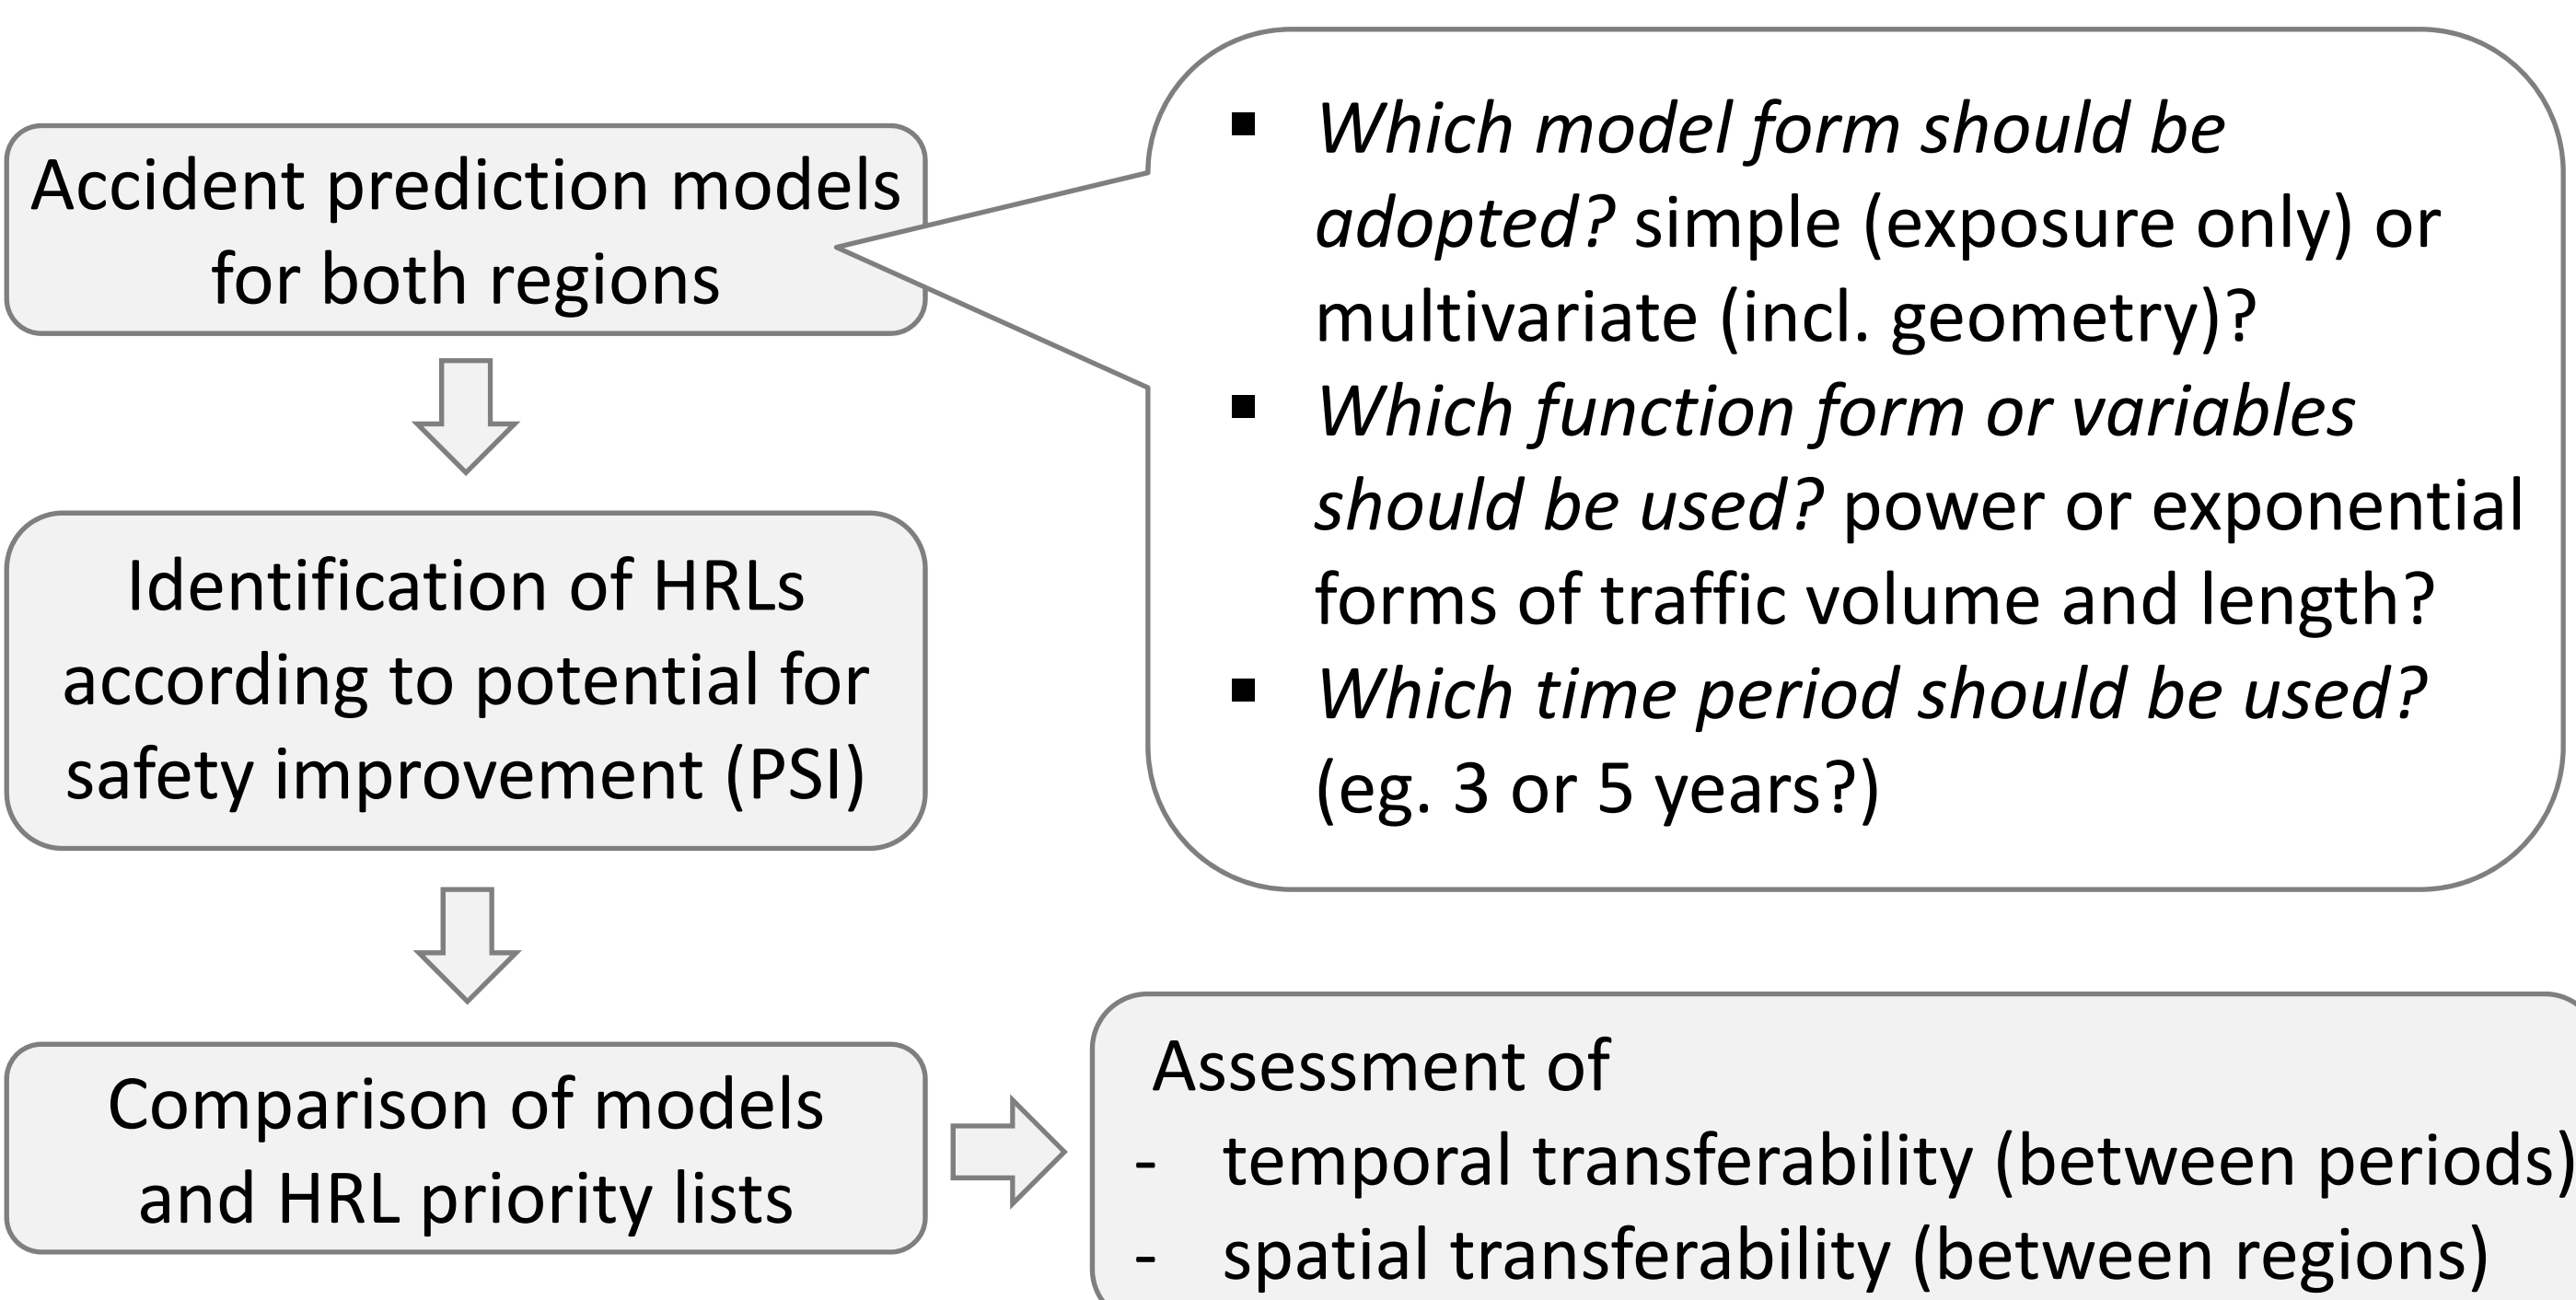 Accident prediction models
for both regions
▪ Which model form should be
adopted? simple (exposure only) or
multivariate (incl. geometry)?
▪ Which function form or variables
should be used? power or exponential
forms of traffic volume and length?
▪ Which time period should be used?
(eg. 3 or 5 years?)
Identification of HRLs
according to potential for
safety improvement (PSI)
Comparison of models
and HRL priority lists
Assessment of
- temporal transferability (between periods)
- spatial transferability (between regions)